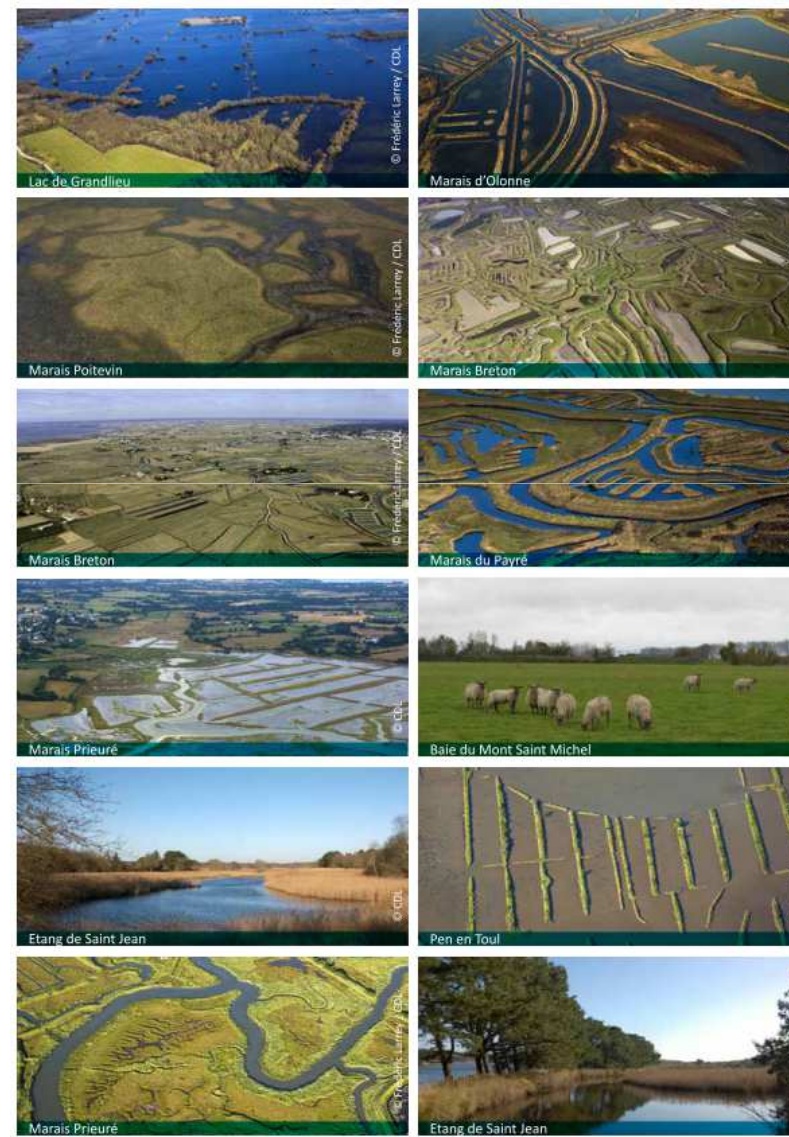 © Frédéric Larrey / CDL
Lac de Grandlieu
Marais d'Olonne
© Frédéric Larrey / CDL
Marais Poitevin
Marais Breton
© Frédéric Larrey / CDL
Marais Breton
Marais du Payré
© CDL
Marais Prieuré
Baie du Mont Saint Michel
© CDL
Etang de Saint Jean
Pen en Toul
© Frédéric Larrey / CDL
Marais Prieuré
Etang de Saint Jean